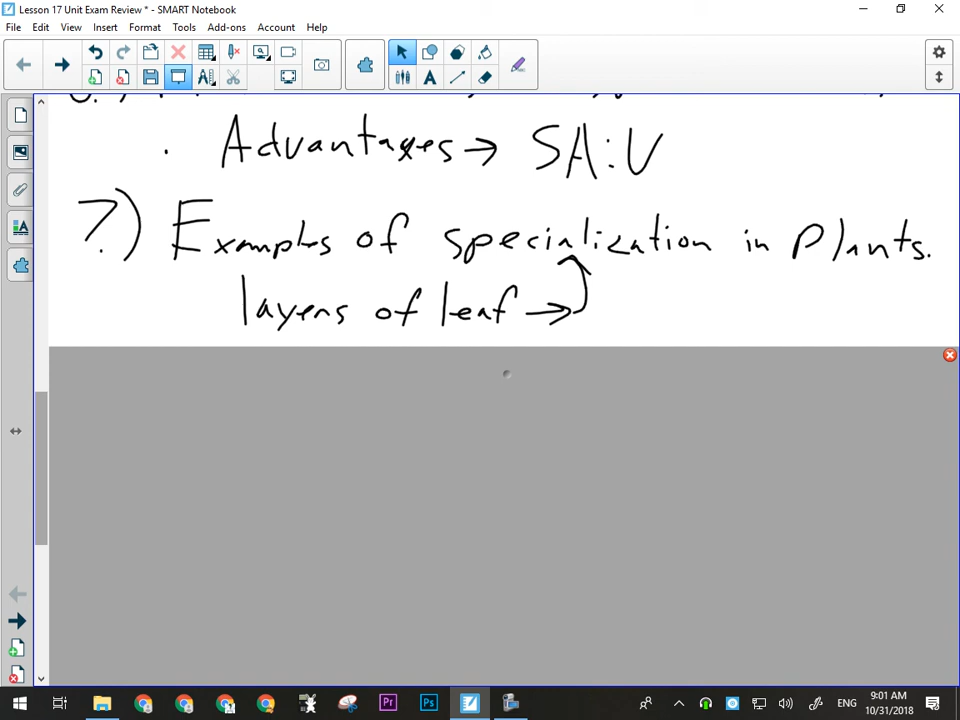 Lesson 17 Unit Exam Review * - SMART Notebook
File Edit View Insert Format Tools Add-ons Account Help
. Advantages → SA:V
7.) Examples of specialization in Plants.
layers of leaf →
ENG
9:01 AM
10/31/2018